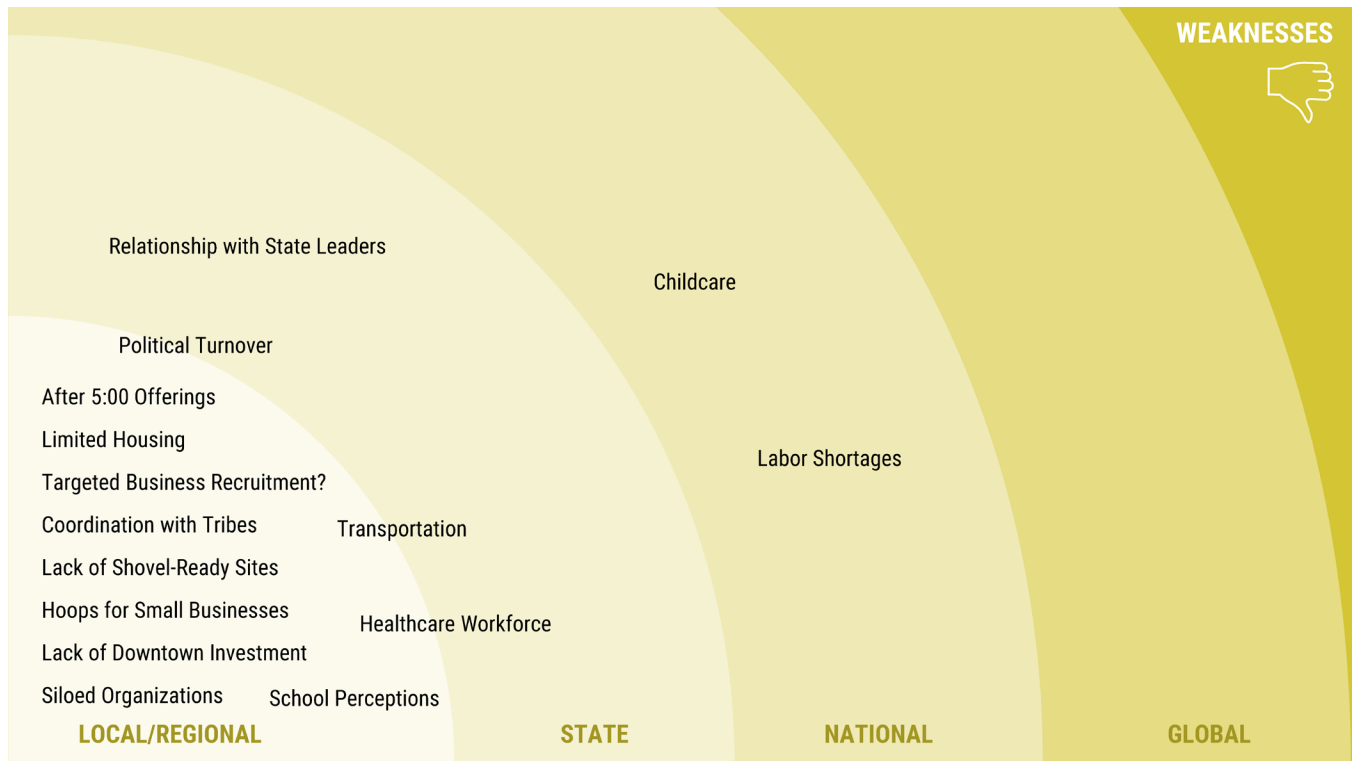 WEAKNESSES
Relationship with State Leaders
Childcare
Political Turnover
After 5:00 Offerings
Limited Housing
Labor Shortages
Targeted Business Recruitment?
Coordination with Tribes
Transportation
Lack of Shovel-Ready Sites
Hoops for Small Businesses
Healthcare Workforce
Lack of Downtown Investment
Siloed Organizations
School Perceptions
LOCAL/REGIONAL
STATE
NATIONAL
GLOBAL